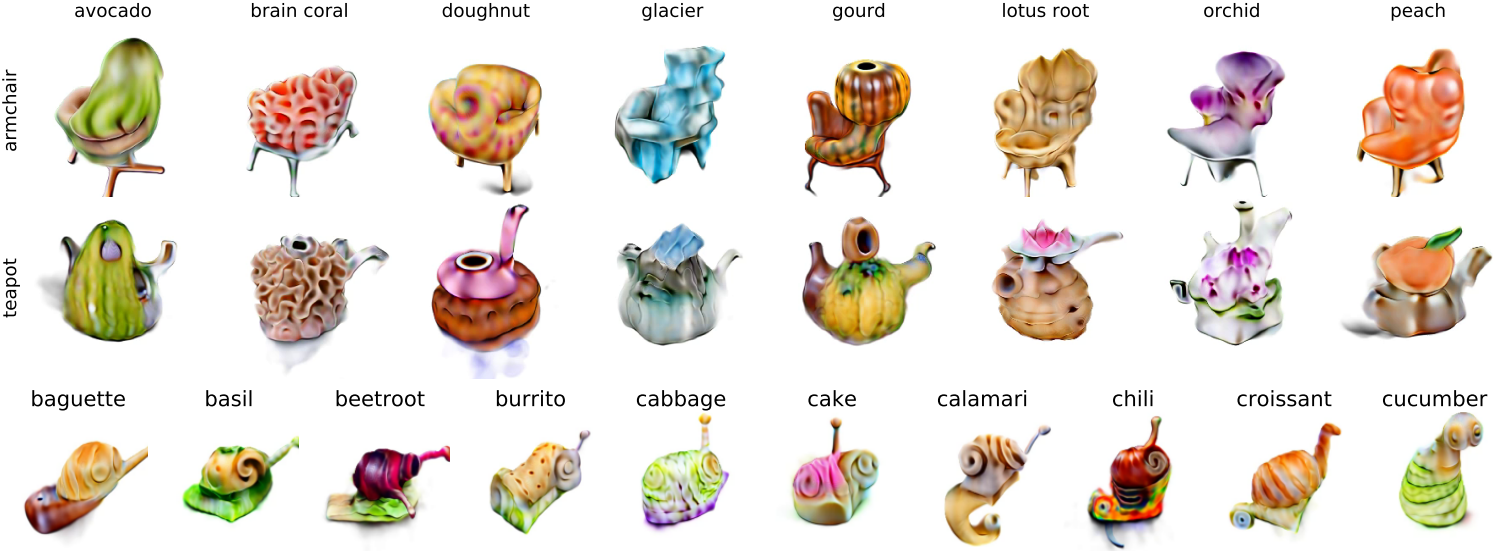 avocado brain coral doughnut glacier gourd lotus root orchid peach
armchair
teapot
baguette basil beetroot burrito cabbage cake calamari chili croissant cucumber